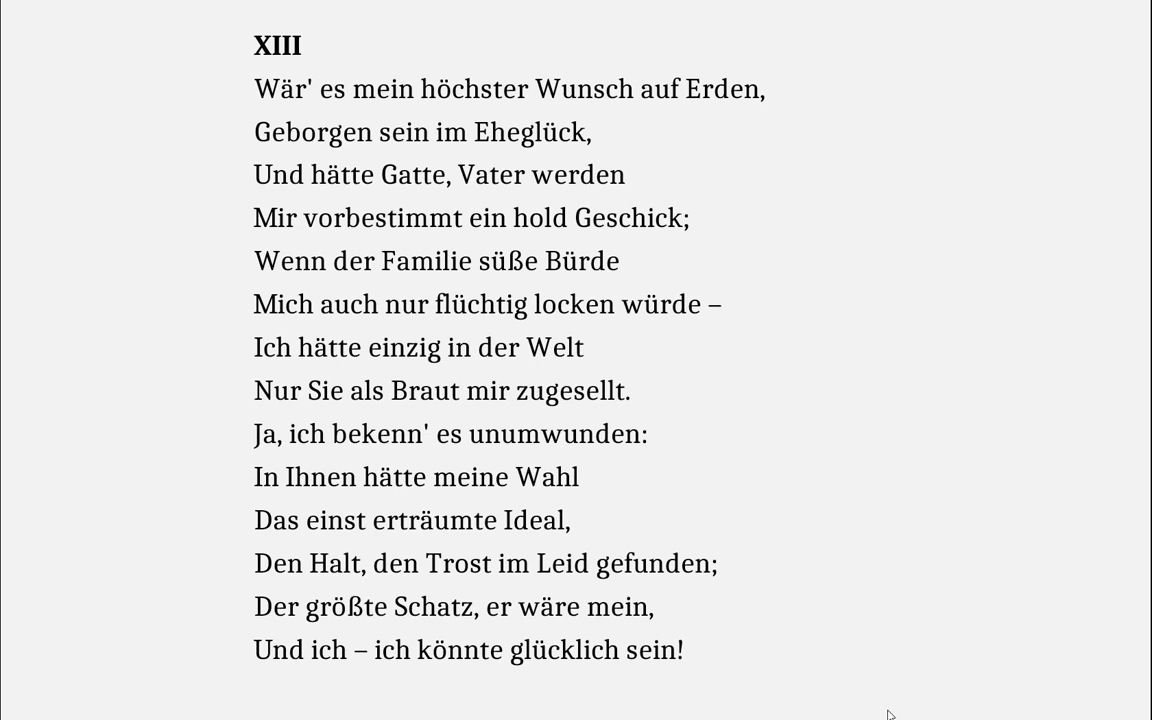 XIII
Wär' es mein höchster Wunsch auf Erden,
Geborgen sein im Eheglück,
Und hätte Gatte, Vater werden
Mir vorbestimmt ein hold Geschick;
Wenn der Familie süße Bürde
Mich auch nur flüchtig locken würde –
Ich hätte einzig in der Welt
Nur Sie als Braut mir zugesellt.
Ja, ich bekenn' es unumwunden:
In Ihnen hätte meine Wahl
Das einst erträumte Ideal,
Den Halt, den Trost im Leid gefunden;
Der größte Schatz, er wäre mein,
Und ich – ich könnte glücklich sein!